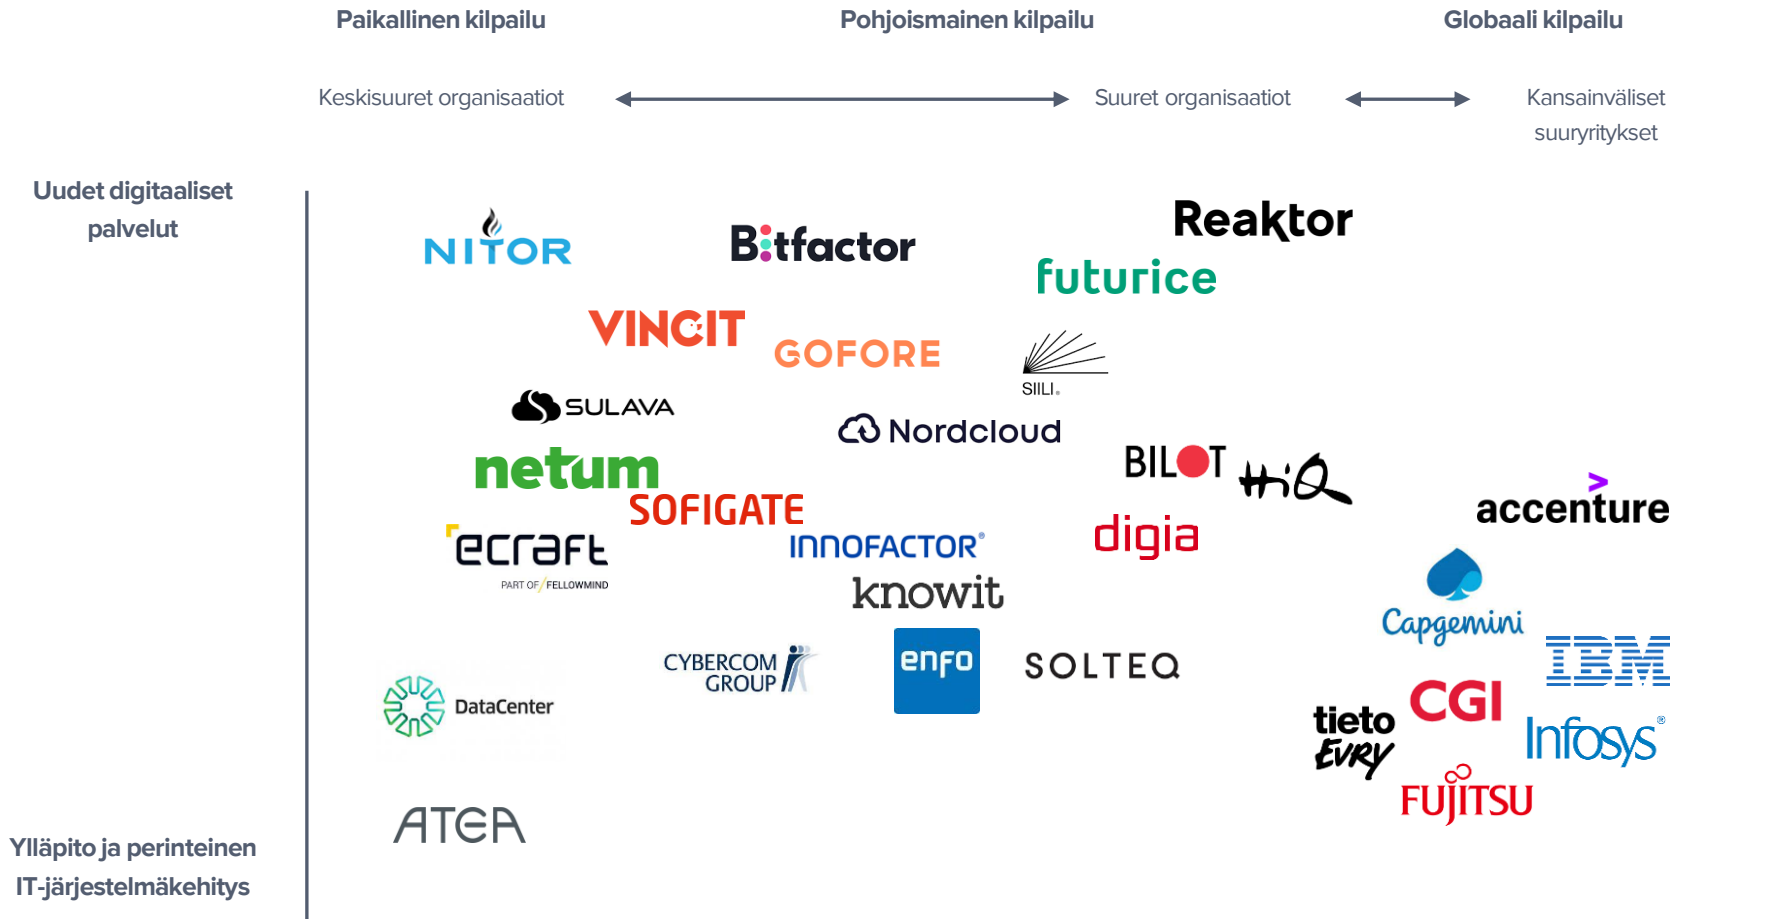 Paikallinen kilpailu
Pohjoismainen kilpailu
Globaali kilpailu
Keskisuuret organisaatiot
Suuret organisaatiot
Kansainväliset
suuryritykset
Uudet digitaaliset
palvelut
NITOR
Bitfactor
Reaktor
futurice
VINCIT
GOFORE
SIILI®
SULAVA
Nordcloud
netum
BILOT
HiQ
SOFIGATE
accenture
ecraft
PART OF/FELLOWMIND
INNOFACTOR®
digia
knowit
Capgemini
CYBERCOM
GROUP
enfo
SOLTEQ
IBM
DataCenter
CGI
tieto
EVRY
Infosys®
FUJITSU
ATEA
Ylläpito ja perinteinen
IT-järjestelmäkehitys